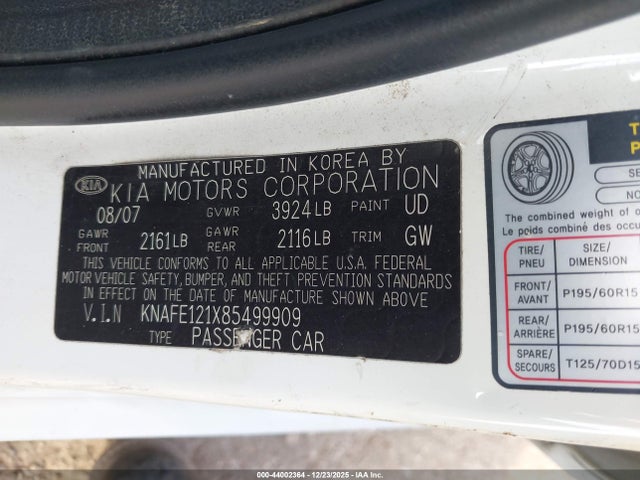 MANUFACTURED IN KOREA BY
KIA KIA MOTORS CORPORATION
08/07 GVWR 3924LB PAINT UD
GAWR FRONT 2161LB GAWR REAR 2116LB TRIM GW
THIS VEHICLE CONFORMS TO ALL APPLICABLE U.S.A. FEDERAL
MOTOR VEHICLE SAFETY, BUMPER, AND THEFT PREVENTION STANDARDS
IN EFFECT ON THE DATE OF MANUFACTURE SHOWN ABOVE
V.I.N KNAFE121X85499909
TYPE PASSENGER CAR
The combined weight of
Le poids combiné des occu
TIRE/PNEU SIZE/DIMENSION
FRONT/AVANT P195/60R15
REAR/ARRIÈRE P195/60R15
SPARE/SECOURS T125/70D15
©-44002364 | 12/23/2025 - IAA Inc.